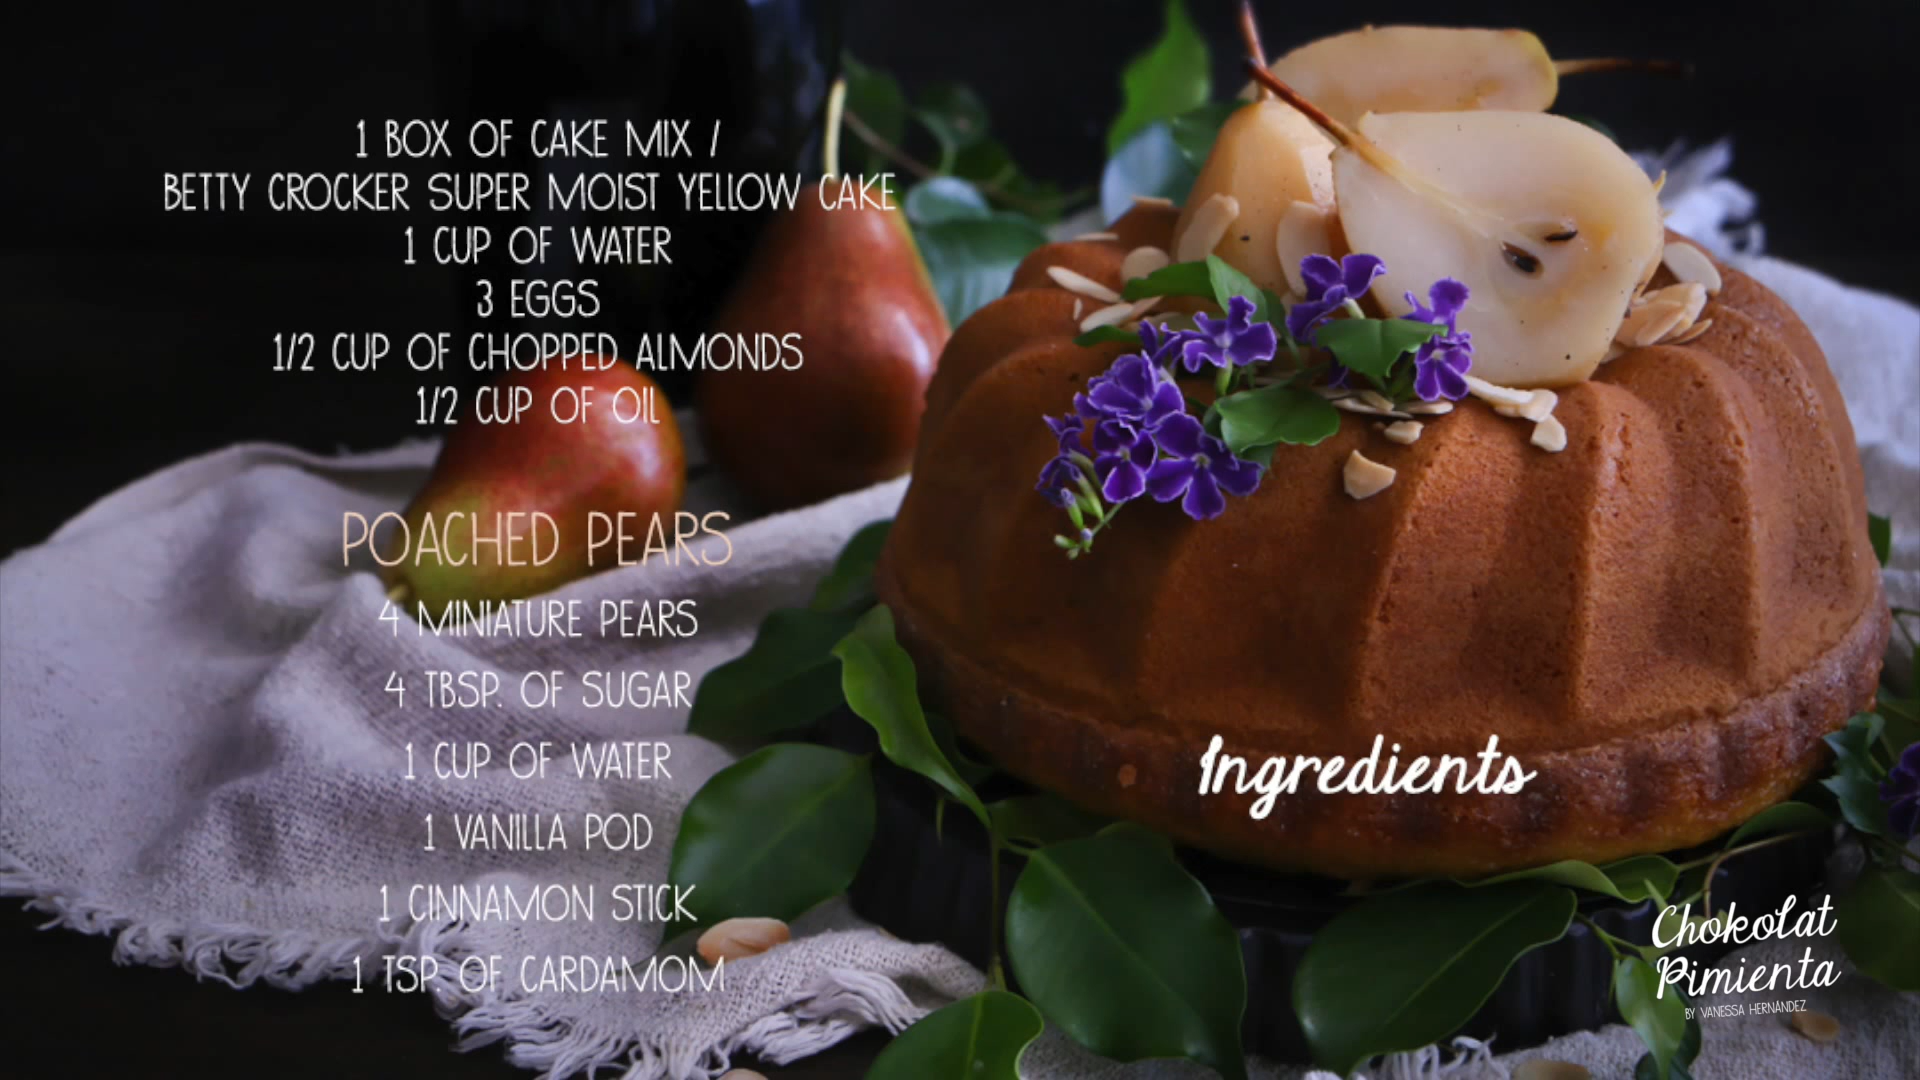 1 BOX OF CAKE MIX /
BETTY CROCKER SUPER MOIST YELLOW CAKE
1 CUP OF WATER
3 EGGS
1/2 CUP OF CHOPPED ALMONDS
1/2 CUP OF OIL
POACHED PEARS
4 MINIATURE PEARS
4 TBSP. OF SUGAR
1 CUP OF WATER
1 VANILLA POD
1 CINNAMON STICK
1 TSP. OF CARDAMOM
Ingredients
Chokolat
Pimienta
BY VANESSA HERNÁNDEZ